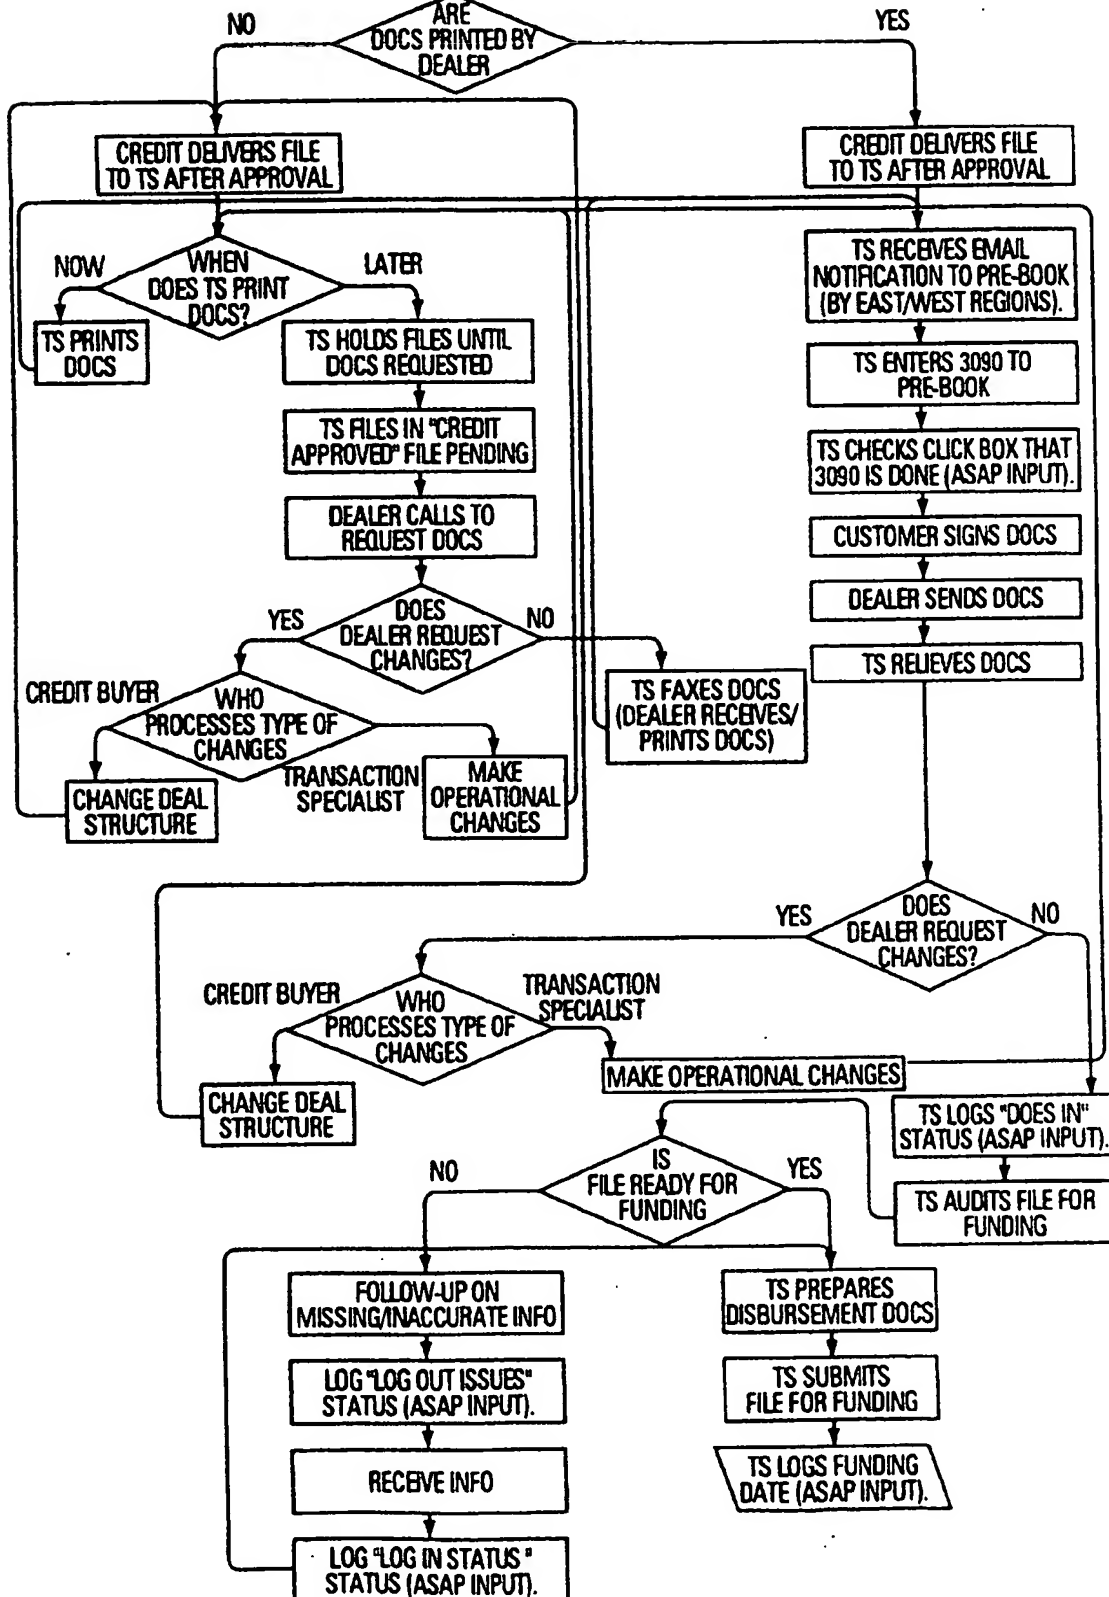 ARE
DOCS PRINTED BY
DEALER
NO
YES
CREDIT DELIVERS FILE
TO TS AFTER APPROVAL
CREDIT DELIVERS FILE
TO TS AFTER APPROVAL
WHEN
DOES TS PRINT
DOCS?
NOW
LATER
TS PRINTS
DOCS
TS HOLDS FILES UNTIL
DOCS REQUESTED
TS FILES IN "CREDIT
APPROVED" FILE PENDING
DEALER CALLS TO
REQUEST DOCS
DOES
DEALER REQUEST
CHANGES?
YES
NO
CREDIT BUYER
WHO
PROCESSES TYPE OF
CHANGES
TRANSACTION
SPECIALIST
CHANGE DEAL
STRUCTURE
MAKE
OPERATIONAL
CHANGES
TS FAXES DOCS
(DEALER RECEIVES/
PRINTS DOCS)
TS RECEIVES EMAIL
NOTIFICATION TO PRE-BOOK
(BY EAST/WEST REGIONS).
TS ENTERS 3090 TO
PRE-BOOK
TS CHECKS CLICK BOX THAT
3090 IS DONE (ASAP INPUT).
CUSTOMER SIGNS DOCS
DEALER SENDS DOCS
TS RELIEVES DOCS
DOES
DEALER REQUEST
CHANGES?
YES
NO
CREDIT BUYER
WHO
PROCESSES TYPE OF
CHANGES
TRANSACTION
SPECIALIST
CHANGE DEAL
STRUCTURE
MAKE OPERATIONAL CHANGES
TS LOGS "DOES IN"
STATUS (ASAP INPUT).
TS AUDITS FILE FOR
FUNDING
IS
FILE READY FOR
FUNDING
NO
YES
FOLLOW-UP ON
MISSING/INACCURATE INFO
LOG "LOG OUT ISSUES"
STATUS (ASAP INPUT).
RECEIVE INFO
LOG "LOG IN STATUS "
STATUS (ASAP INPUT).
TS PREPARES
DISBURSEMENT DOCS
TS SUBMITS
FILE FOR FUNDING
TS LOGS FUNDING
DATE (ASAP INPUT).